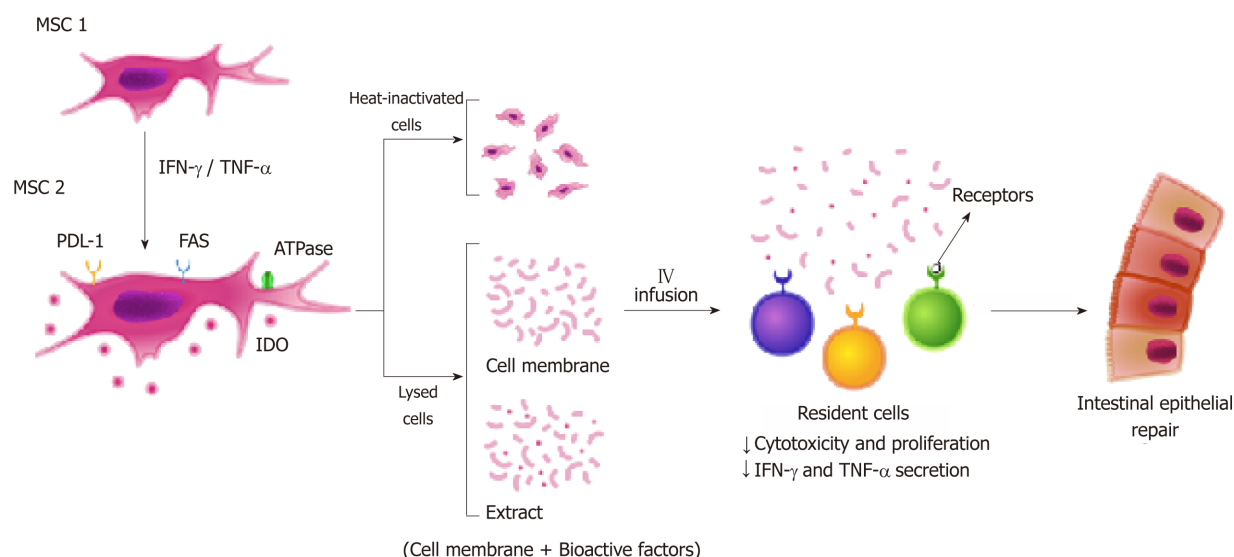 MSC 1
IFN-γ / TNF-α
MSC 2
PDL-1
FAS
ATPase
IDO
Heat-inactivated
cells
Lysed
cells
Cell membrane
Extract
(Cell membrane + Bioactive factors)
IV
infusion
Receptors
Resident cells
↓ Cytotoxicity and proliferation
↓ IFN-γ and TNF-α secretion
Intestinal epithelial
repair